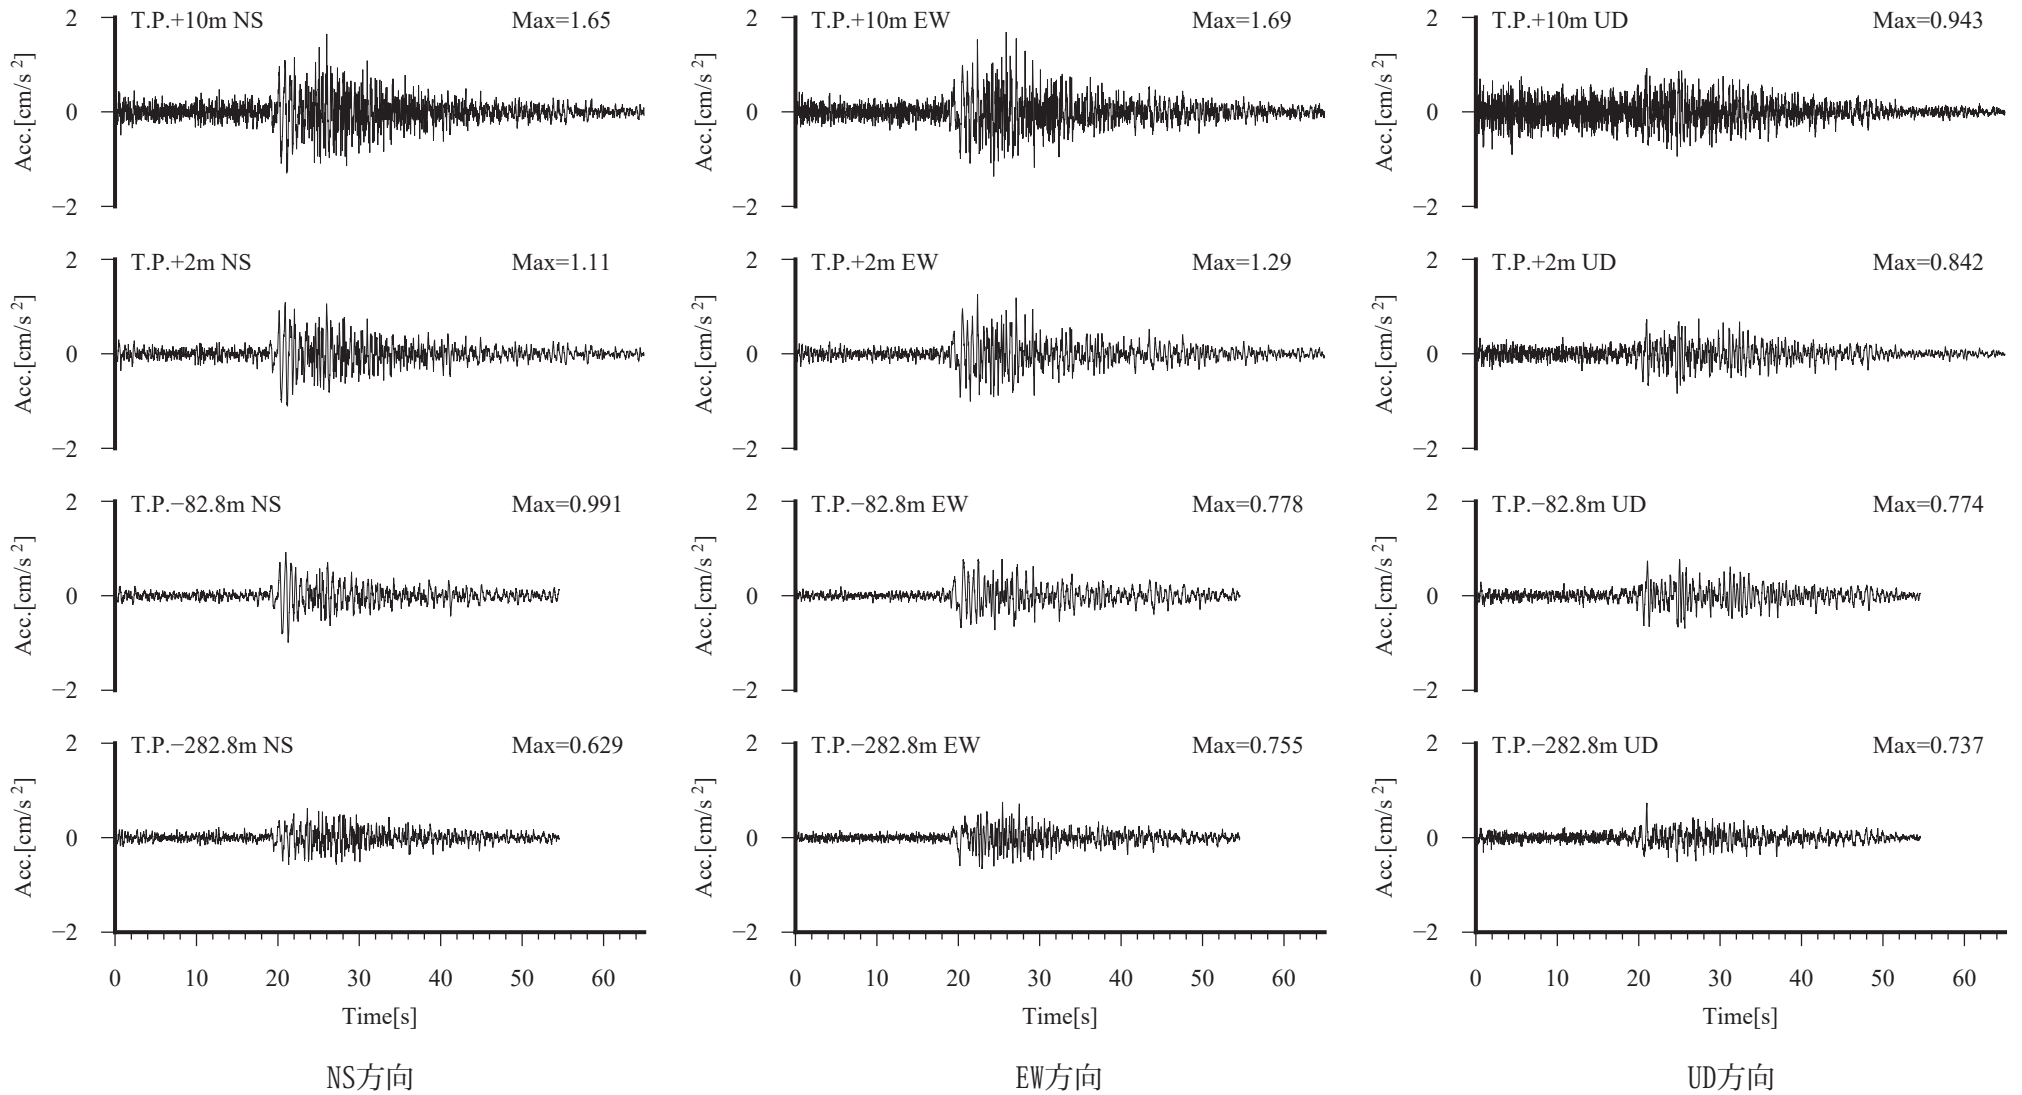 T.P.+10m NS Max=1.65
2
0
−2
Acc.[cm/s²]
T.P.+2m NS Max=1.11
2
0
−2
Acc.[cm/s²]
T.P.−82.8m NS Max=0.991
2
0
−2
Acc.[cm/s²]
T.P.−282.8m NS Max=0.629
2
0
−2
Acc.[cm/s²]
0 10 20 30 40 50 60
Time[s]
NS方向
T.P.+10m EW Max=1.69
2
0
−2
Acc.[cm/s²]
T.P.+2m EW Max=1.29
2
0
−2
Acc.[cm/s²]
T.P.−82.8m EW Max=0.778
2
0
−2
Acc.[cm/s²]
T.P.−282.8m EW Max=0.755
2
0
−2
Acc.[cm/s²]
0 10 20 30 40 50 60
Time[s]
EW方向
T.P.+10m UD Max=0.943
2
0
−2
Acc.[cm/s²]
T.P.+2m UD Max=0.842
2
0
−2
Acc.[cm/s²]
T.P.−82.8m UD Max=0.774
2
0
−2
Acc.[cm/s²]
T.P.−282.8m UD Max=0.737
2
0
−2
Acc.[cm/s²]
0 10 20 30 40 50 60
Time[s]
UD方向